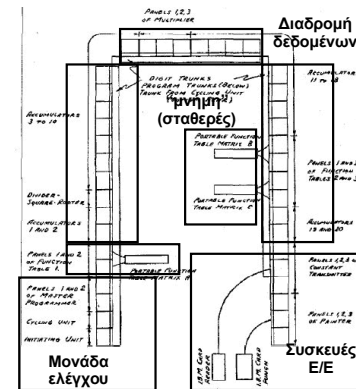 PANELS 1,2,3
OF MULTIPLIER
Διαδρομή
δεδομένων
DIGIT TRUNKS
PROGRAM TRUNKS (BELOW)
TRUNK FROM CYCLING UNIT
μνήμη
(σταθερές)
ACCUMULATORS
11 TO 18
ACCUMULATORS
3 TO 10
PORTABLE FUNCTION
TABLE MATRIX B
PANELS 1 AND 2
OF FUNCTION
TABLES 2 AND 3
PORTABLE FUNCTION
TABLE MATRIX C
DIVIDER-
SQUARE-ROOTER
ACCUMULATORS
1 AND 2
ACCUMULATORS
19 AND 20
PANELS 1 AND 2
OF FUNCTION
TABLE 1
PORTABLE FUNCTION
TABLE MATRIX A
PANELS 1,2,3
CONSTANT
TRANSMITTER
PANELS 1 AND 2
OF MASTER
PROGRAMMER
CYCLING UNIT
INITIATING UNIT
PANELS 1,2,3
OF PRINTER
I.B.M. CARD
READER
I.B.M. CARD
PUNCH
Μονάδα
ελέγχου
Συσκευές
Ε/Ε